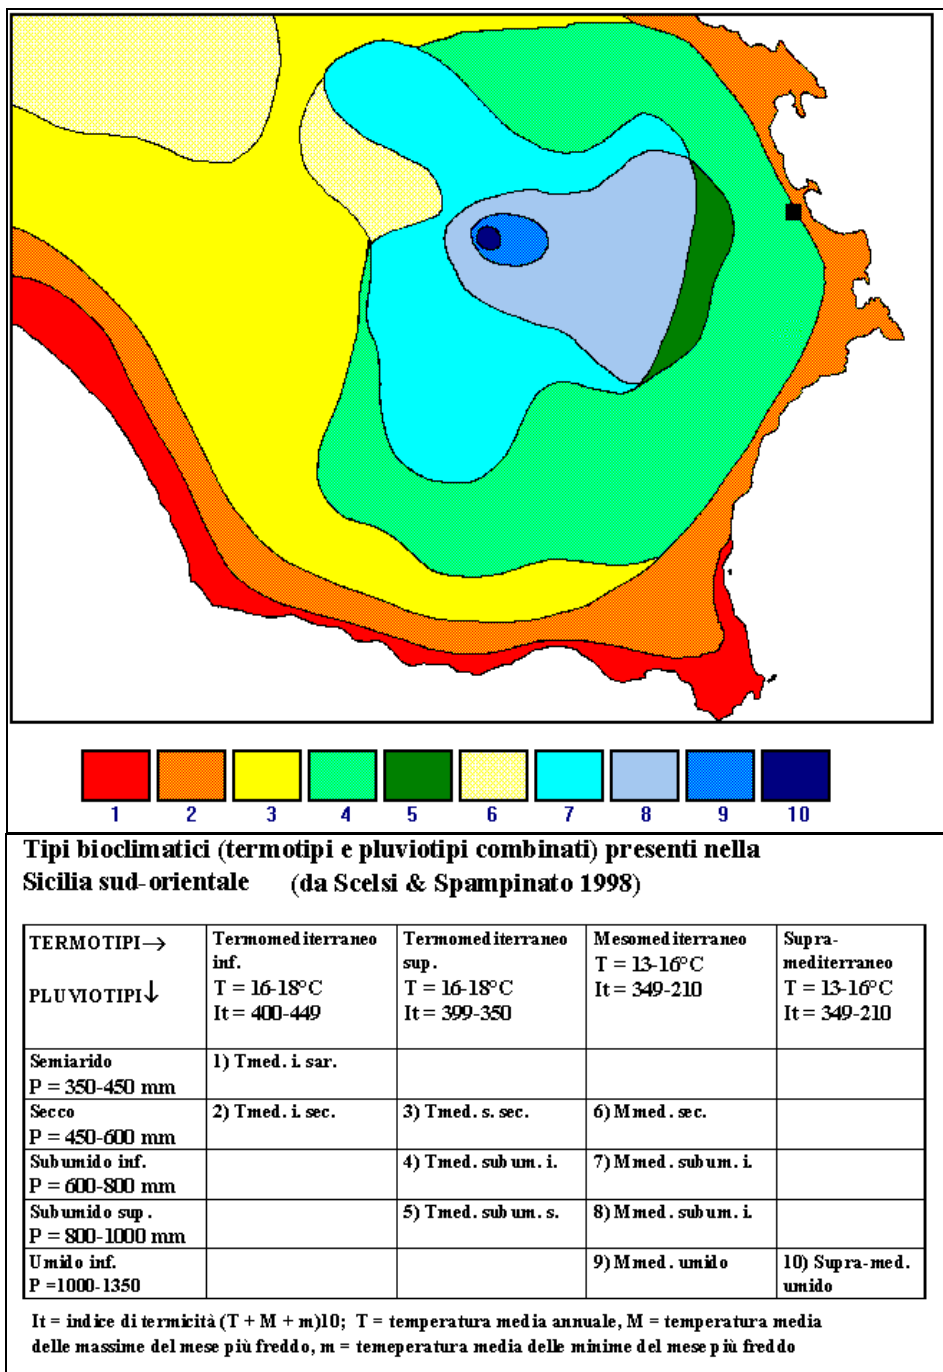 1 2 3 4 5 6 7 8 9 10
Tipi bioclimatici (termotipi e pluviotipi combinati) presenti nella
Sicilia sud-orientale (da Scelsi & Spampinato 1998)
TERMOTIPI→
PLUVIOTIPI↓
Termomediterraneo
inf.
T = 16-18°C
It = 400-449
Termomediterraneo
sup.
T = 16-18°C
It = 399-350
Mesomediterraneo
T = 13-16°C
It = 349-210
Supra-
mediterraneo
T = 13-16°C
It = 349-210
Semiarido
P = 350-450 mm
1) Tmed. i. sar.
Secco
P = 450-600 mm
2) Tmed. i. sec.
3) Tmed. s. sec.
6) Mmed. sec.
Subumido inf.
P = 600-800 mm
4) Tmed. subum. i.
7) Mmed. subum. i.
Subumido sup.
P = 800-1000 mm
5) Tmed. subum. s.
8) Mmed. subum. i.
Umido inf.
P =1000-1350
9) Mmed. umido
10) Supra-med.
umido
It = indice di termicità (T + M + m)10; T = temperatura media annuale, M = temperatura media
delle massime del mese più freddo, m = temeperatura media delle minime del mese più freddo